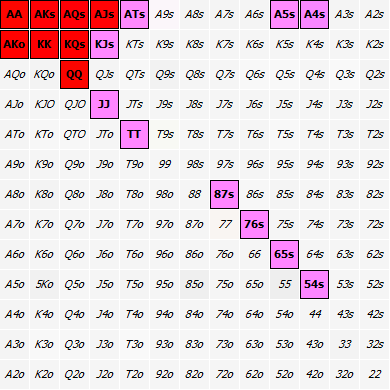 AA AKs AQs AJs ATs A9s A8s A7s A6s A5s A4s A3s A2s
AKo KK KQs KJs KTs K9s K8s K7s K6s K5s K4s K3s K2s
AQo KQo QQ QJs QTs Q9s Q8s Q7s Q6s Q5s Q4s Q3s Q2s
AJo KJO QJO JJ JTs J9s J8s J7s J6s J5s J4s J3s J2s
ATo KTo QTO JTo TT T9s T8s T7s T6s T5s T4s T3s T2s
A9o K9o Q9o J9o T9o 99 98s 97s 96s 95s 94s 93s 92s
A8o K8o Q8o J8o T8o 98o 88 87s 86s 85s 84s 83s 82s
A7o K7o Q7o J7o T7o 97o 87o 77 76s 75s 74s 73s 72s
A6o K6o Q6o J6o T6o 96o 86o 76o 66 65s 64s 63s 62s
A5o 5Ko Q5o J5o T5o 95o 85o 75o 65o 55 54s 53s 52s
A4o K4o Q4o J4o T4o 94o 84o 74o 64o 54o 44 43s 42s
A3o K3o Q3o J3o T3o 93o 83o 73o 63o 53o 43o 33 32s
A2o K2o Q2o J2o T2o 92o 82o 72o 62o 52o 42o 32o 22